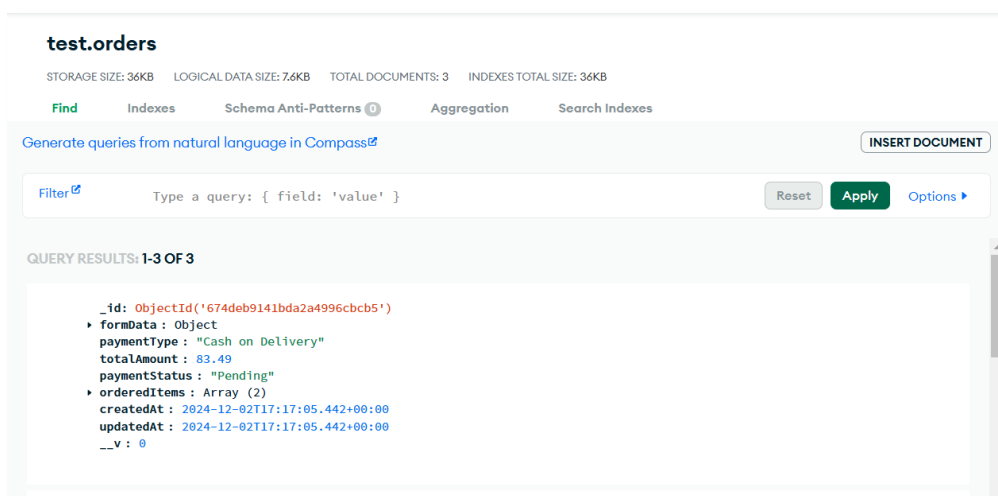 test.orders
STORAGE SIZE: 36KB LOGICAL DATA SIZE: 7.6KB TOTAL DOCUMENTS: 3 INDEXES TOTAL SIZE: 36KB
Find Indexes Schema Anti-Patterns 0 Aggregation Search Indexes
Generate queries from natural language in Compass
INSERT DOCUMENT
Filter Type a query: { field: 'value' } Reset Apply Options
QUERY RESULTS: 1-3 OF 3
_id: ObjectId('674deb9141bda2a4996cbcb5')
formData : Object
paymentType : "Cash on Delivery"
totalAmount : 83.49
paymentStatus : "Pending"
orderedItems : Array (2)
createdAt : 2024-12-02T17:17:05.442+00:00
updatedAt : 2024-12-02T17:17:05.442+00:00
__v : 0